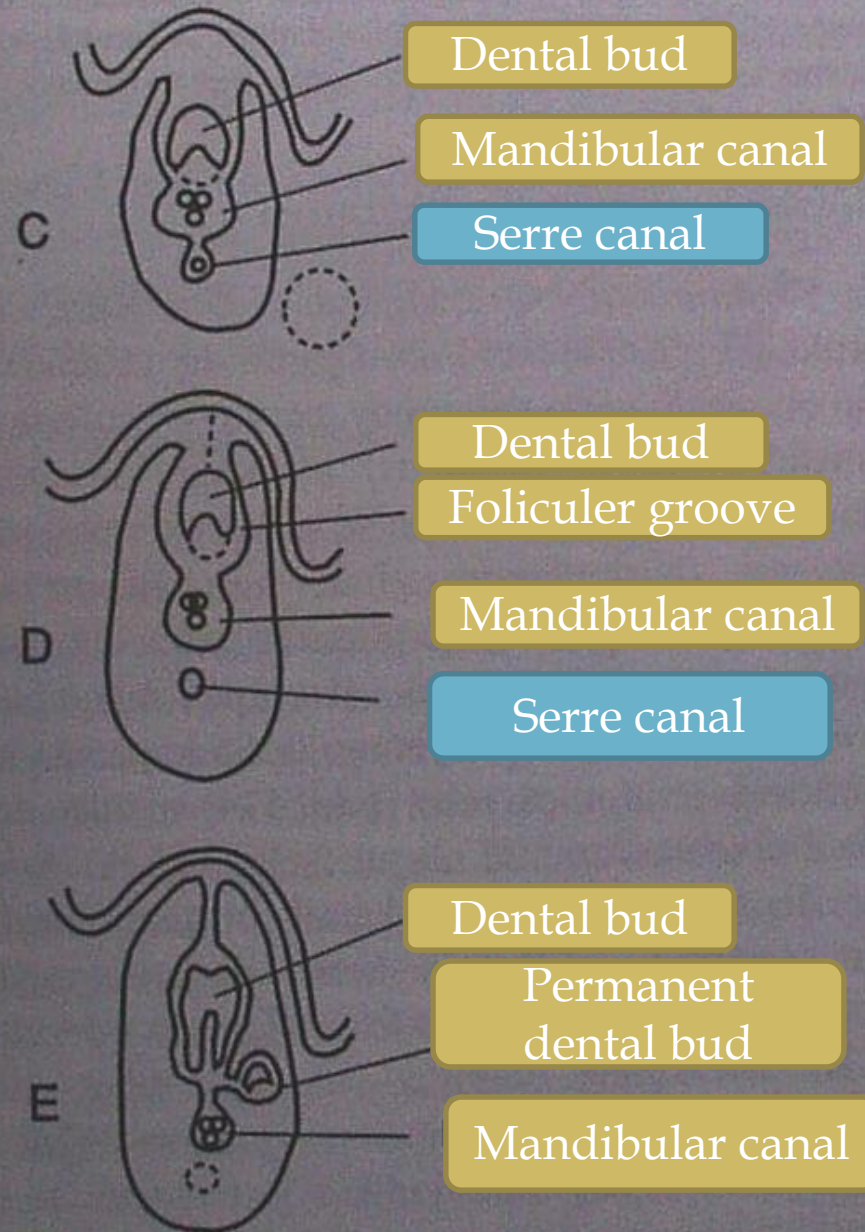 Dental bud
Mandibular canal
C
Serre canal
Dental bud
Foliculer groove
Mandibular canal
D
Serre canal
Dental bud
Permanent
dental bud
E
Mandibular canal